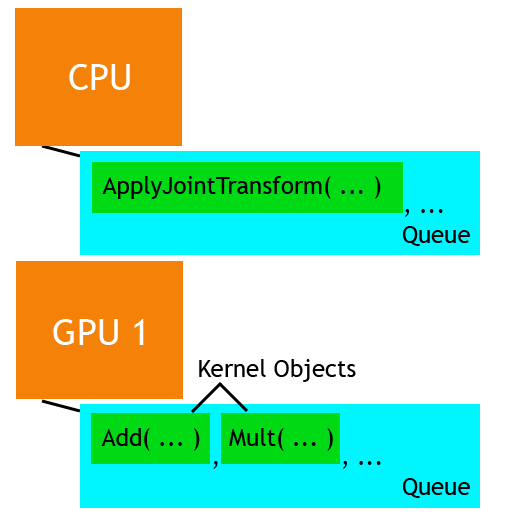 CPU
ApplyJointTransform( ... )
, ...
Queue
GPU 1
Kernel Objects
Add( ... ) , Mult( ... ) , ...
Queue